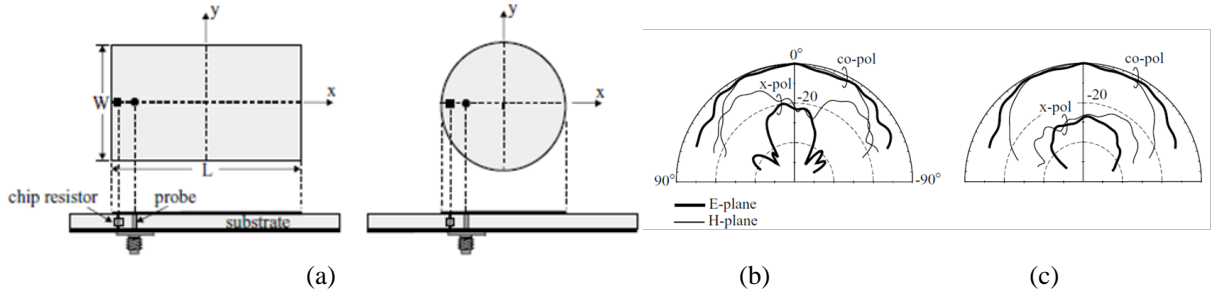 y
x
W
L
chip resistor
probe
substrate
y
x
(a)
0°
co-pol
x-pol
-20
90°
-90°
E-plane
H-plane
(b)
co-pol
-20
x-pol
(c)